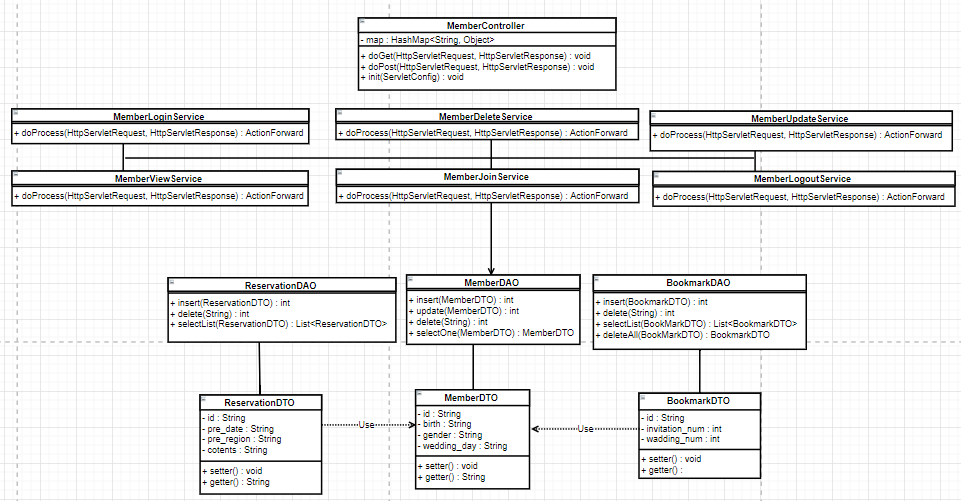 MemberController
- map : HashMap<String, Object>
+ doGet(HttpServletRequest, HttpServletResponse) : void
+ doPost(HttpServletRequest, HttpServletResponse) : void
+ init(ServletConfig) : void
MemberLoginService
+ doProcess(HttpServletRequest, HttpServletResponse) : ActionForward
MemberDeleteService
+ doProcess(HttpServletRequest, HttpServletResponse) : ActionForward
MemberUpdateService
+ doProcess(HttpServletRequest, HttpServletResponse) : ActionForward
MemberViewService
+ doProcess(HttpServletRequest, HttpServletResponse) : ActionForward
MemberJoinService
+ doProcess(HttpServletRequest, HttpServletResponse) : ActionForward
MemberLogoutService
+ doProcess(HttpServletRequest, HttpServletResponse) : ActionForward
ReservationDAO
+ insert(ReservationDTO) : int
+ delete(String) : int
+ selectList(ReservationDTO) : List<ReservationDTO>
MemberDAO
+ insert(MemberDTO) : int
+ update(MemberDTO) : int
+ delete(String) : int
+ selectOne(MemberDTO) : MemberDTO
BookmarkDAO
+ insert(BookmarkDTO) : int
+ delete(String) : int
+ selectList(BookMarkDTO) : List<BookmarkDTO>
+ deleteAll(BookMarkDTO) : BookmarkDTO
ReservationDTO
- id : String
- pre_date : String
- pre_region : String
- cotents : String
+ setter() : void
+ getter() : String
Use
MemberDTO
- id : String
- birth : String
- gender : String
- wedding_day : String
+ setter() : void
+ getter() : String
Use
BookmarkDTO
- id : String
- invitation_num : int
- wadding_num : int
+ setter() : void
+ getter() :